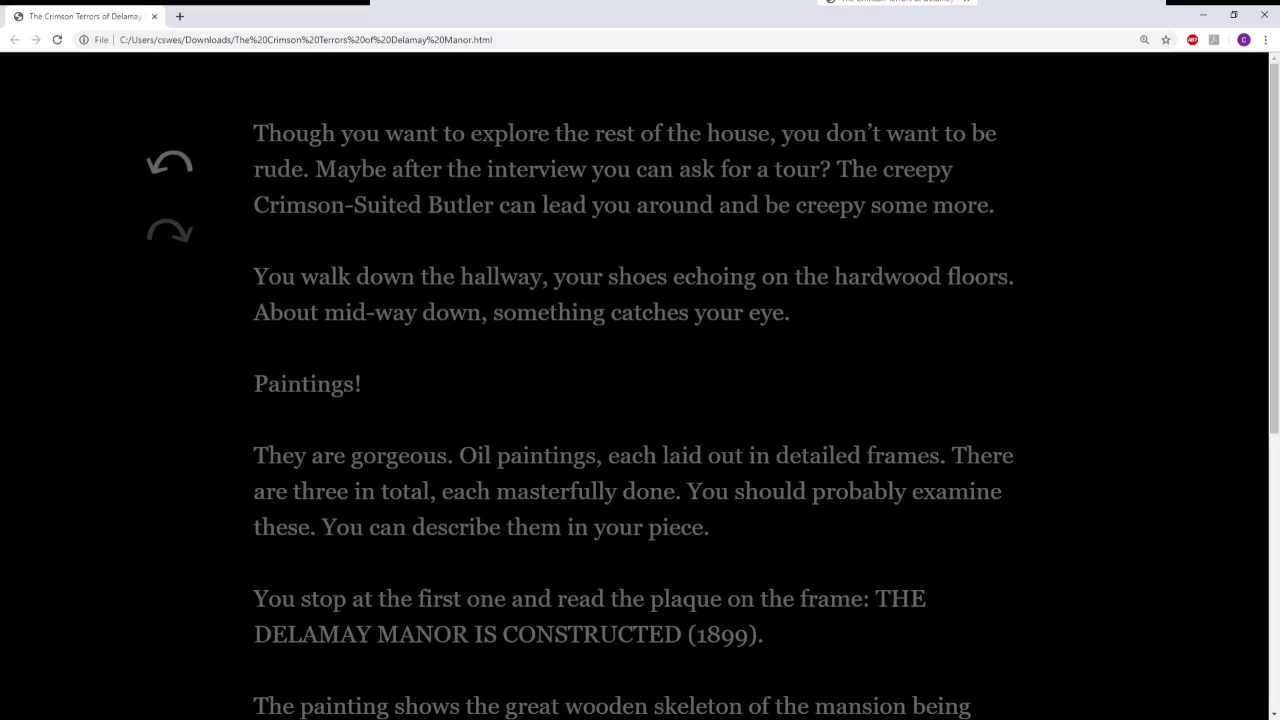 The Crimson Terrors of Delamay
File
C:/Users/cswes/Downloads/The%20Crimson%20Terrors%20of%20Delamay%20Manor.html
ABP
C
Though you want to explore the rest of the house, you don’t want to be
rude. Maybe after the interview you can ask for a tour? The creepy
Crimson-Suited Butler can lead you around and be creepy some more.
You walk down the hallway, your shoes echoing on the hardwood floors.
About mid-way down, something catches your eye.
Paintings!
They are gorgeous. Oil paintings, each laid out in detailed frames. There
are three in total, each masterfully done. You should probably examine
these. You can describe them in your piece.
You stop at the first one and read the plaque on the frame: THE
DELAMAY MANOR IS CONSTRUCTED (1899).
The painting shows the great wooden skeleton of the mansion being